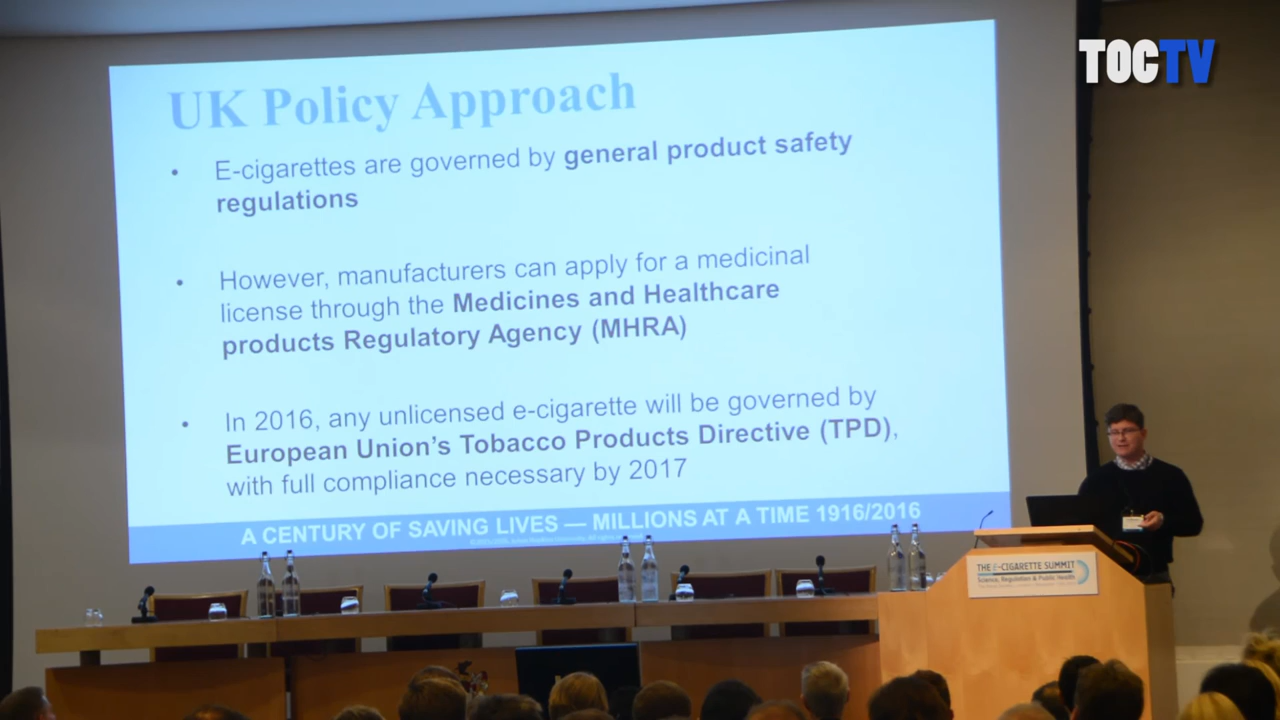 TOCTV
UK Policy Approach
• E-cigarettes are governed by general product safety
regulations
• However, manufacturers can apply for a medicinal
license through the Medicines and Healthcare
products Regulatory Agency (MHRA)
• In 2016, any unlicensed e-cigarette will be governed by
European Union's Tobacco Products Directive (TPD),
with full compliance necessary by 2017
A CENTURY OF SAVING LIVES — MILLIONS AT A TIME 1916/2016
THE E-CIGARETTE SUMMIT
Science, Regulation & Public Health